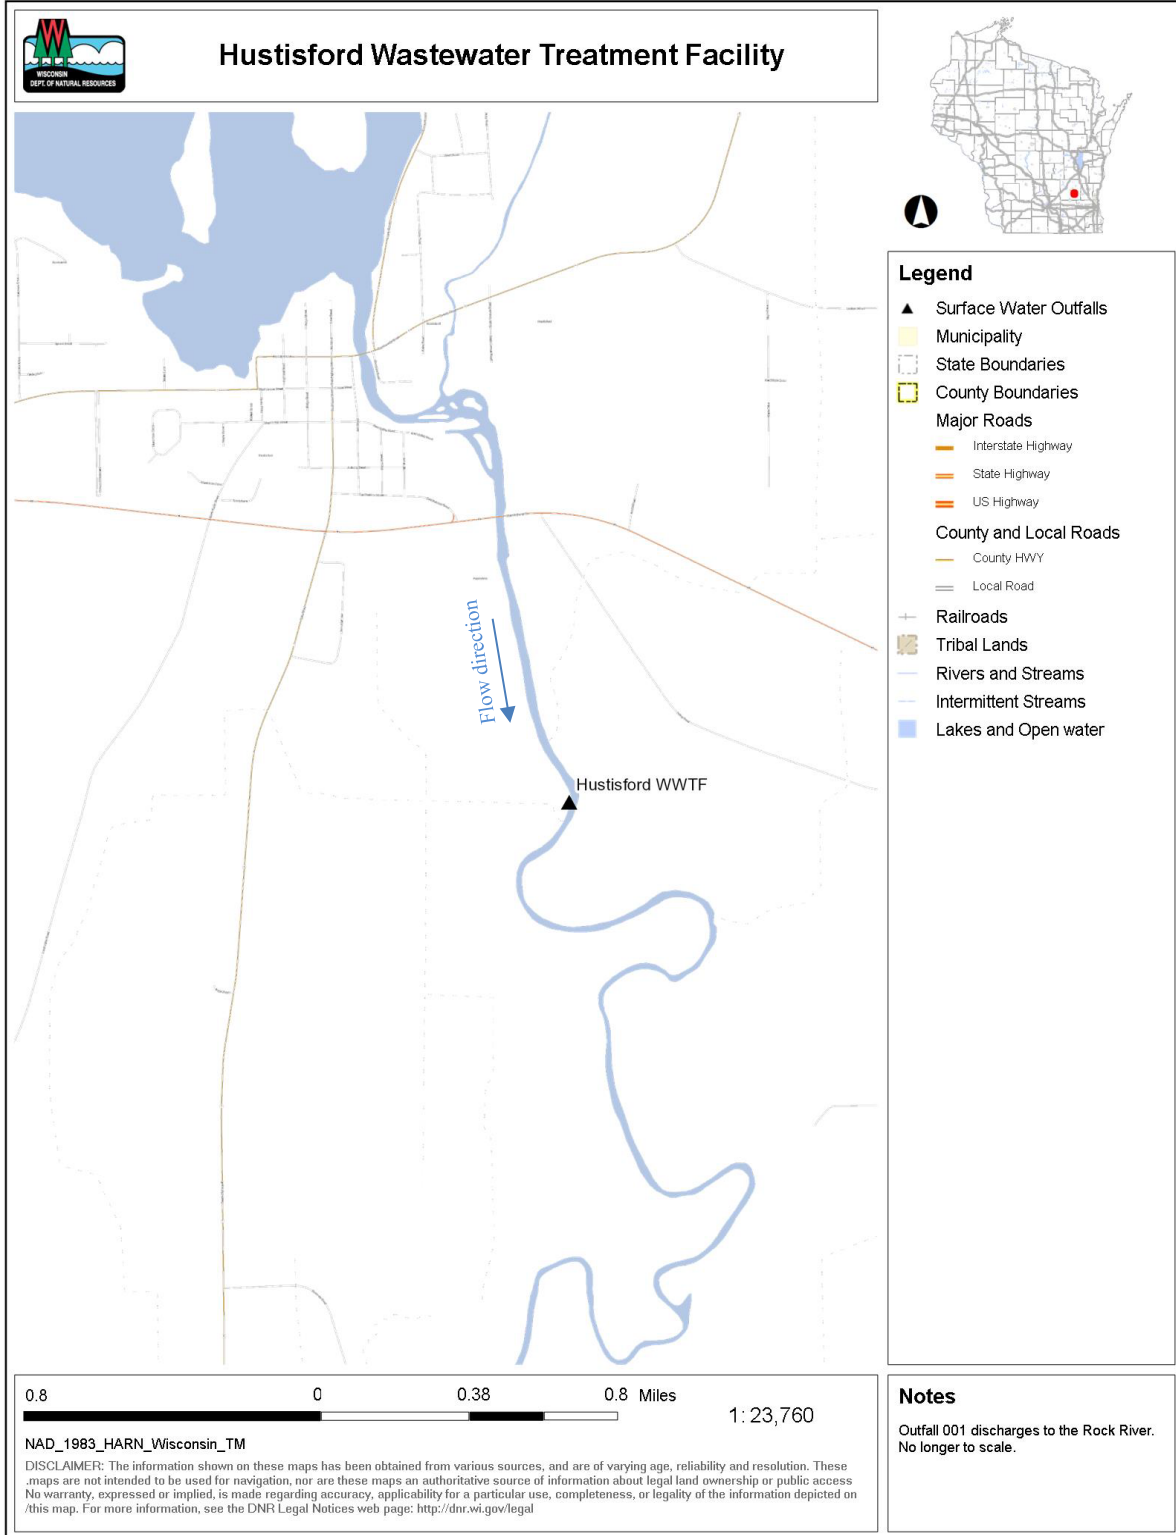 WISCONSIN
DEPT. OF NATURAL RESOURCES
Hustisford Wastewater Treatment Facility
Legend
Surface Water Outfalls
Municipality
State Boundaries
County Boundaries
Major Roads
Interstate Highway
State Highway
US Highway
County and Local Roads
County HWY
Local Road
Railroads
Tribal Lands
Rivers and Streams
Intermittent Streams
Lakes and Open water
Flow direction
Hustisford WWTF
0.8
0
0.38
0.8 Miles
1: 23,760
NAD_1983_HARN_Wisconsin_TM
DISCLAIMER: The information shown on these maps has been obtained from various sources, and are of varying age, reliability and resolution. These
.maps are not intended to be used for navigation, nor are these maps an authoritative source of information about legal land ownership or public access
No warranty, expressed or implied, is made regarding accuracy, applicability for a particular use, completeness, or legality of the information depicted on
/this map. For more information, see the DNR Legal Notices web page: http://dnr.wi.gov/legal
Notes
Outfall 001 discharges to the Rock River.
No longer to scale.